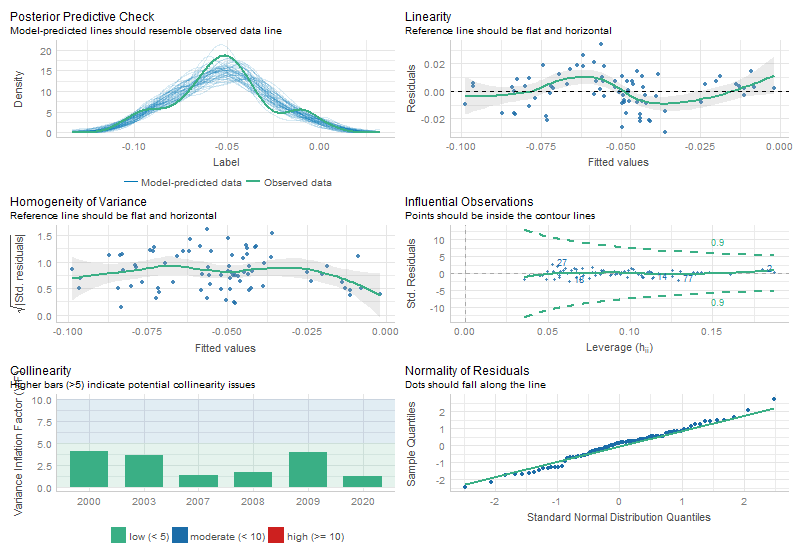 Posterior Predictive Check
Model-predicted lines should resemble observed data line
Density
20
15
10
5
0
-0.10
-0.05
0.00
Label
Model-predicted data
Observed data
Linearity
Reference line should be flat and horizontal
Residuals
0.02
0.00
-0.02
-0.100
-0.075
-0.050
-0.025
0.000
Fitted values
Homogeneity of Variance
Reference line should be flat and horizontal
√|Std. residuals|
1.5
1.0
0.5
0.0
-0.100
-0.075
-0.050
-0.025
0.000
Fitted values
Influential Observations
Points should be inside the contour lines
Std. Residuals
10
5
0
-5
-10
0.9
27
16
14
77
2
0.9
0.00
0.05
0.10
0.15
Leverage (hii)
Collinearity
Higher bars (>5) indicate potential collinearity issues
Variance Inflation Factor (VIF)
10.0
7.5
5.0
2.5
0.0
2000
2003
2007
2008
2009
2020
low (< 5)
moderate (< 10)
high (>= 10)
Normality of Residuals
Dots should fall along the line
Sample Quantiles
2
1
0
-1
-2
-2
-1
0
1
2
Standard Normal Distribution Quantiles